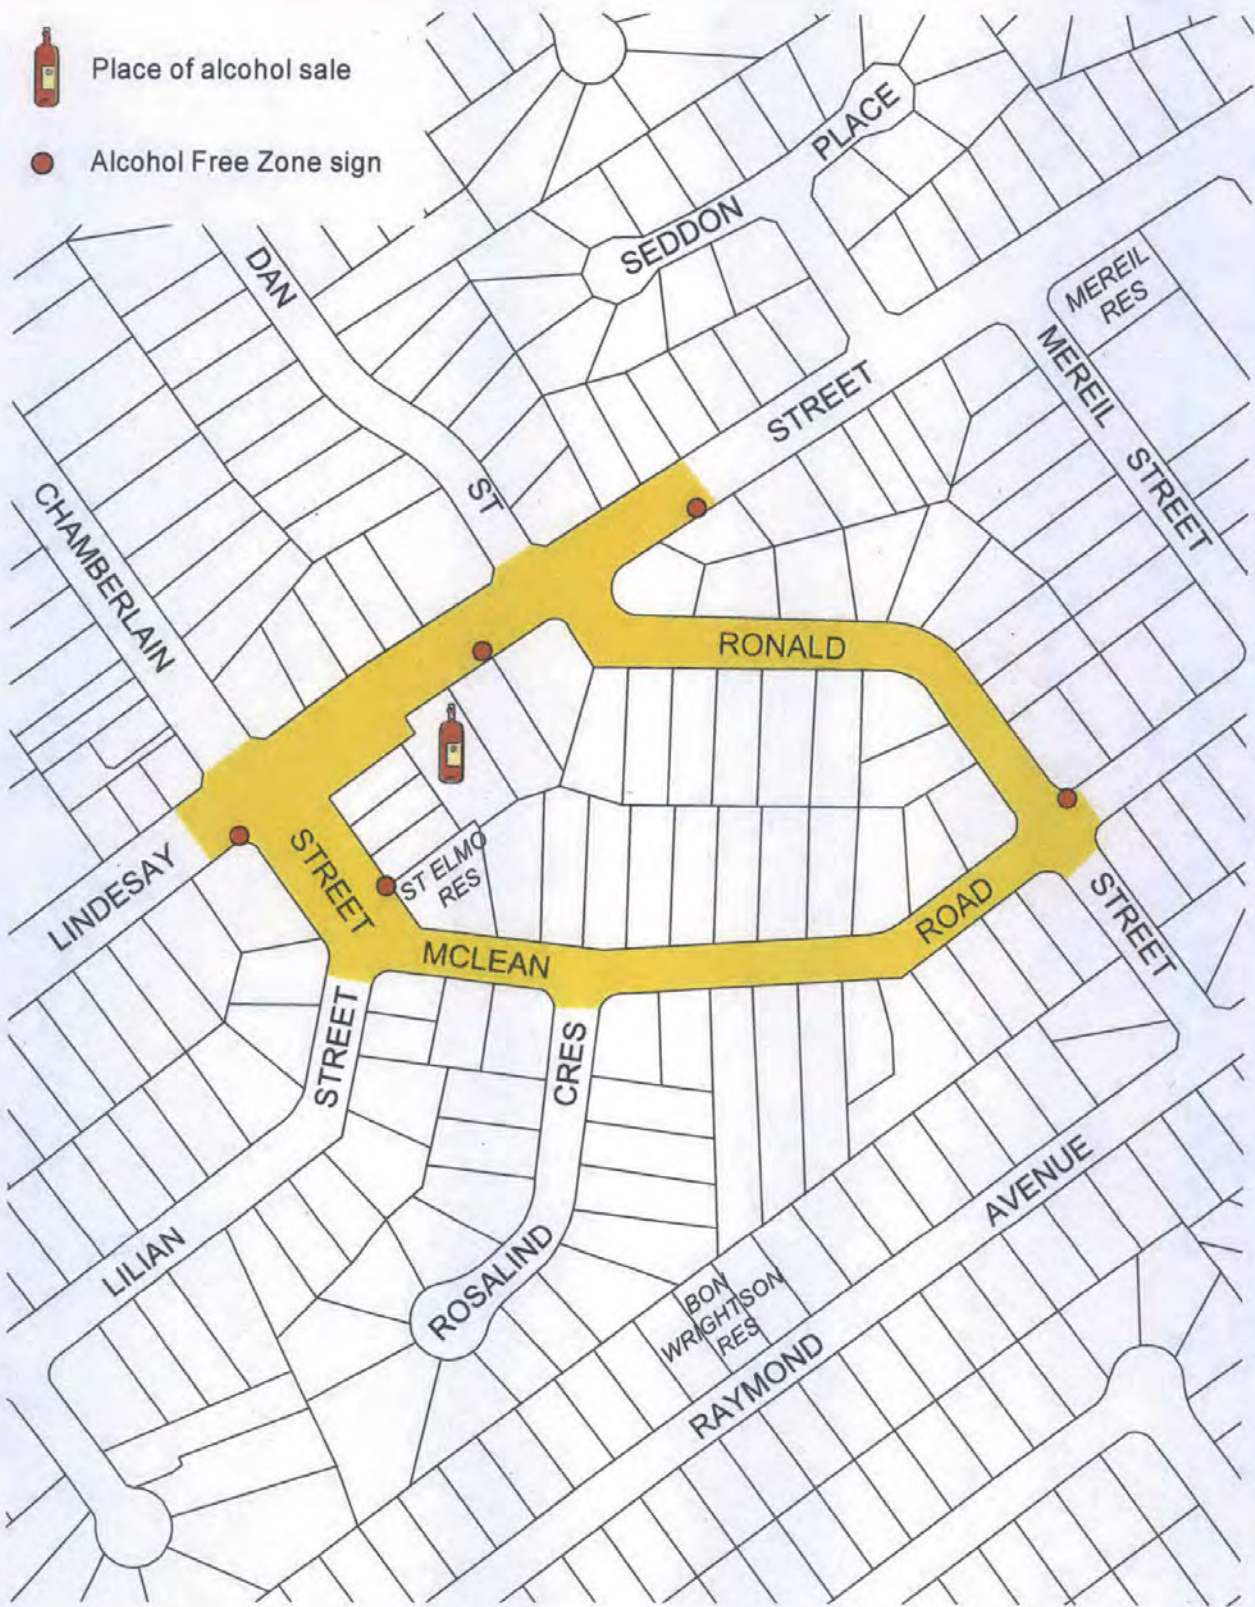 Place of alcohol sale
Alcohol Free Zone sign
PLACE
SEDDON
DAN
ST
MEREIL
RES
MEREIL
STREET
STREET
CHAMBERLAIN
RONALD
STREET
LINDESAY
ST ELMO
RES
STREET
ROAD
MCLEAN
STREET
CRES
LILIAN
ROSALIND
AVENUE
BON
WRIGHTSON
RES
RAYMOND